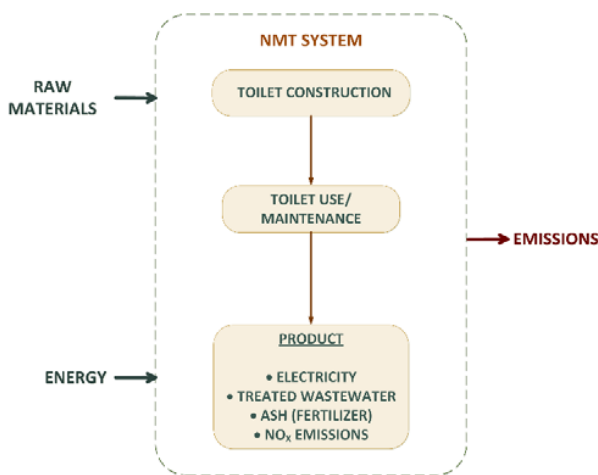 NMT SYSTEM
RAW
MATERIALS
TOILET CONSTRUCTION
TOILET USE/
MAINTENANCE
EMISSIONS
ENERGY
PRODUCT
• ELECTRICITY
• TREATED WASTEWATER
• ASH (FERTILIZER)
• NOₓ EMISSIONS